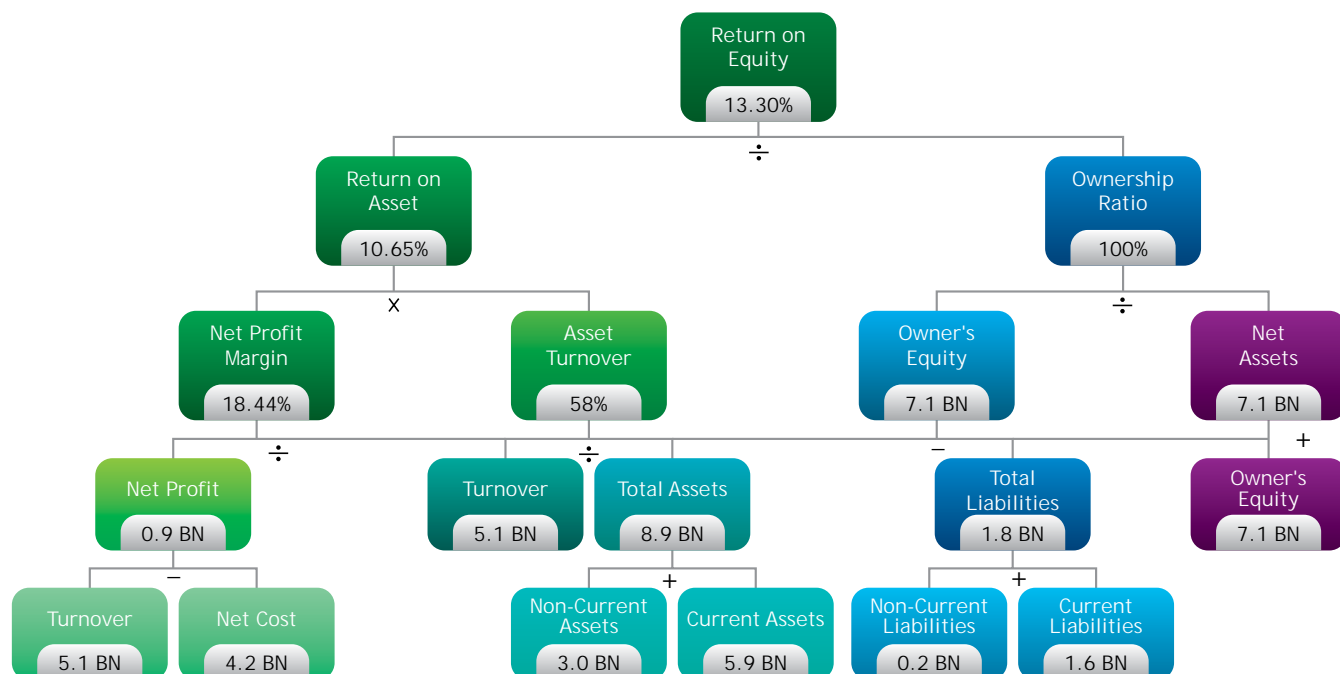 Return on
Equity
13.30%
÷
Return on
Asset
10.65%
Ownership
Ratio
100%
x
÷
Net Profit
Margin
18.44%
Asset
Turnover
58%
Owner's
Equity
7.1 BN
Net
Assets
7.1 BN
÷
÷
–
+
Net Profit
0.9 BN
Turnover
5.1 BN
Total Assets
8.9 BN
Total
Liabilities
1.8 BN
Owner's
Equity
7.1 BN
–
+
+
Turnover
5.1 BN
Net Cost
4.2 BN
Non-Current
Assets
3.0 BN
Current Assets
5.9 BN
Non-Current
Liabilities
0.2 BN
Current
Liabilities
1.6 BN